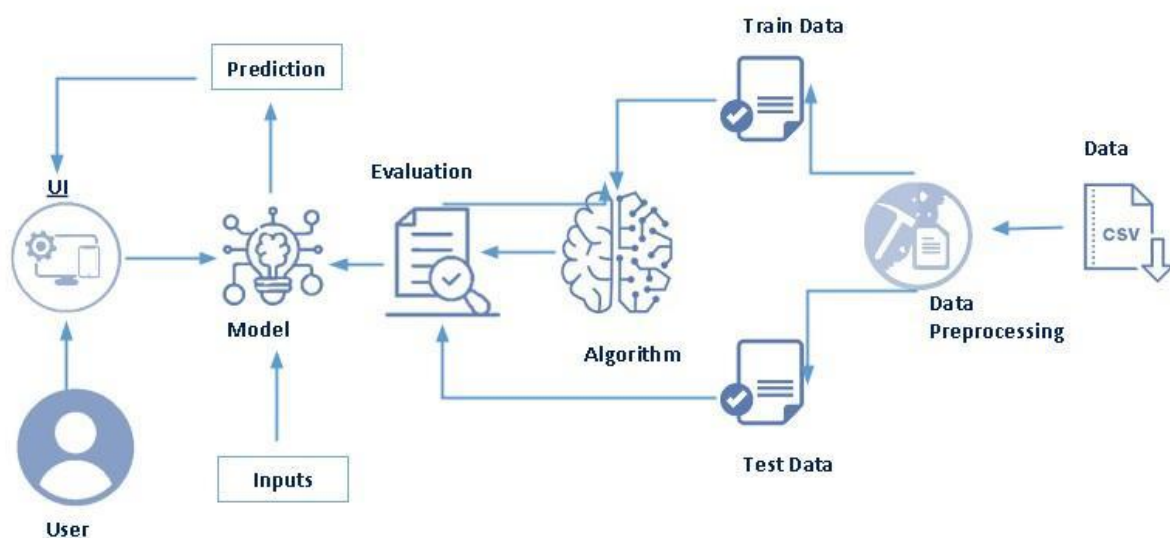 Train Data
Prediction
Data
Evaluation
UI
CSV
Data
Preprocessing
Model
Algorithm
Inputs
Test Data
User